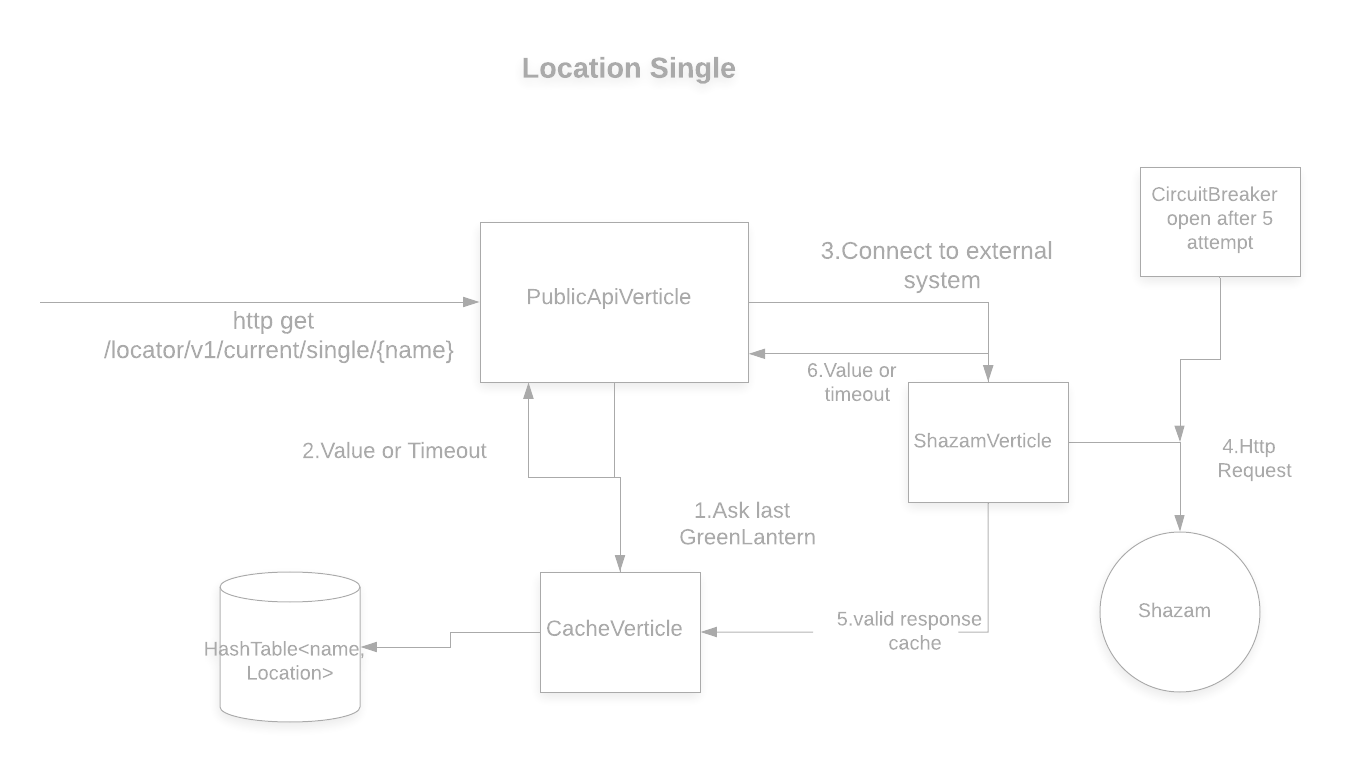 Location Single
CircuitBreaker
open after 5
attempt
3.Connect to external
system
PublicApiVerticle
http get
/locator/v1/current/single/{name}
6.Value or
timeout
2.Value or Timeout
ShazamVerticle
4.Http
Request
1.Ask last
GreenLantern
5.valid response
cache
Shazam
CacheVerticle
HashTable<name,
Location>